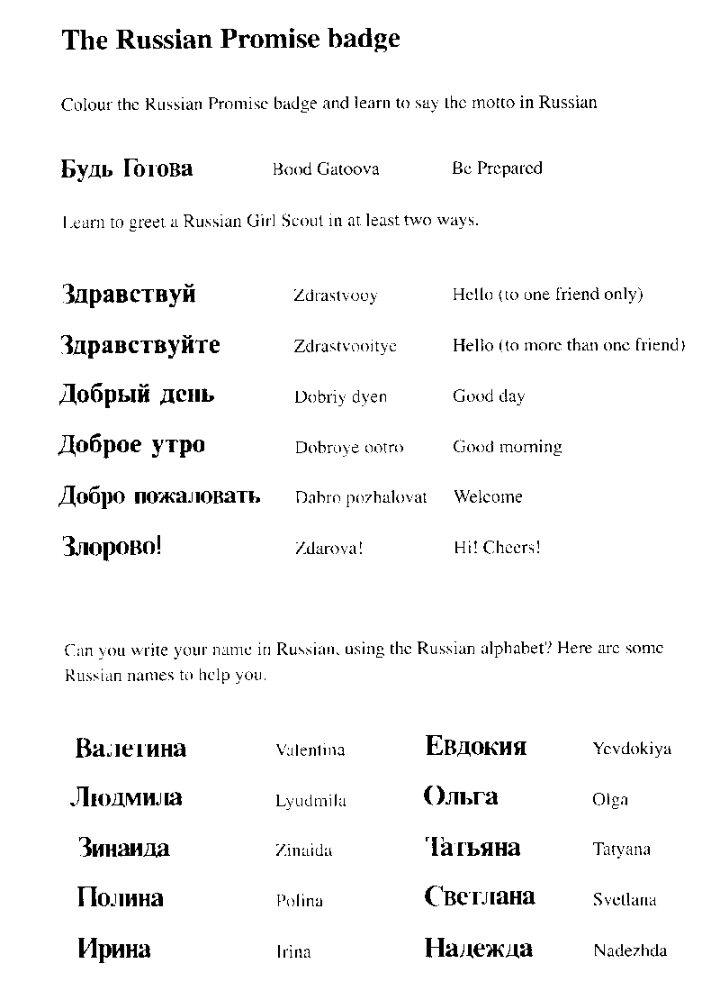 The Russian Promise badge
Colour the Russian Promise badge and learn to say the motto in Russian
Будь Готова Bood Gatoova Be Prepared
Learn to greet a Russian Girl Scout in at least two ways.
Здравствуй Zdrastvooy Hello (to one friend only)
Здравствуйте Zdrastvooitye Hello (to more than one friend)
Добрый день Dobriy dyen Good day
Доброе утро Dobroye ootro Good morning
Добро пожаловать Dabro pozhalovat Welcome
Злорово! Zdarova! Hi! Cheers!
Can you write your name in Russian, using the Russian alphabet? Here are some
Russian names to help you.
Валетина Valentina Евдокия Yevdokiya
Людмила Lyudmila Ольга Olga
Зинаида Zinaida Татьяна Tatyana
Полина Polina Светлана Svetlana
Ирина Irina Надежда Nadezhda